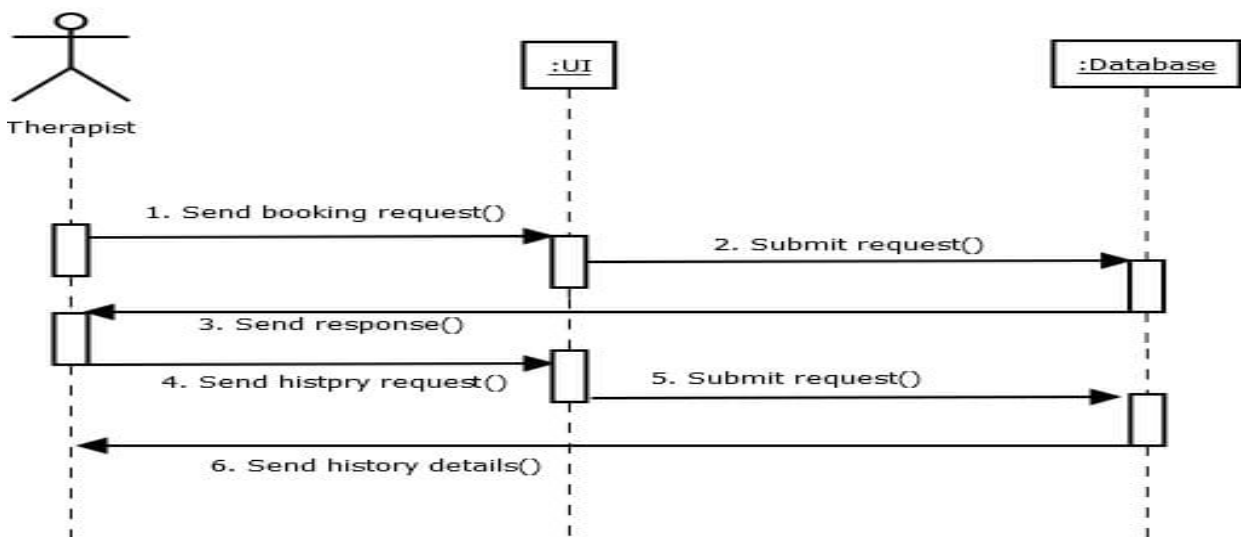 :UI
:Database
Therapist
1. Send booking request()
2. Submit request()
3. Send response()
4. Send histpry request()
5. Submit request()
6. Send history details()